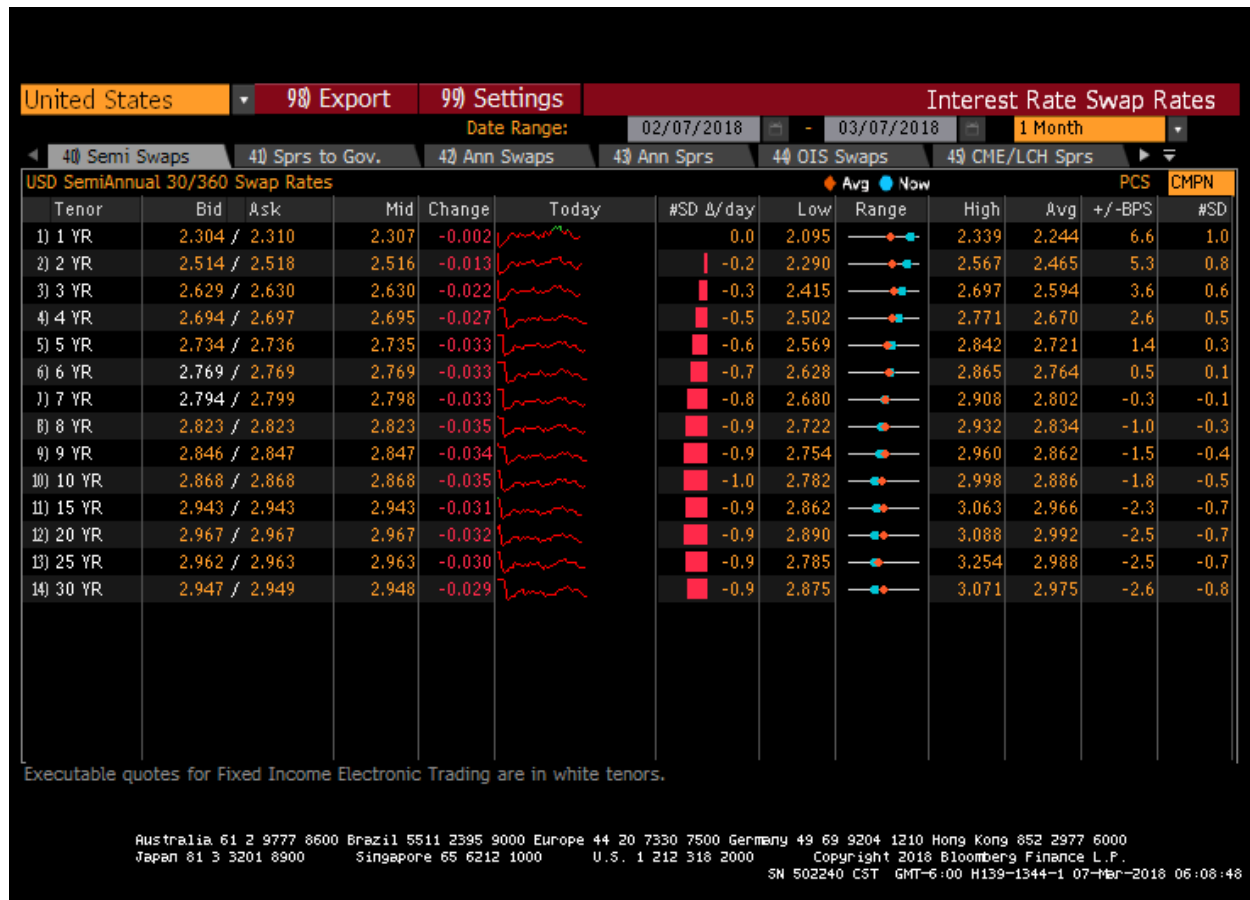 United States 98) Export 99) Settings Interest Rate Swap Rates
Date Range: 02/07/2018 - 03/07/2018 1 Month
40) Semi Swaps 41) Sprs to Gov. 42) Ann Swaps 43) Ann Sprs 44) OIS Swaps 45) CME/LCH Sprs
USD SemiAnnual 30/360 Swap Rates Avg Now PCS CMPN
Tenor Bid Ask Mid Change Today #SD Δ/day Low Range High Avg +/-BPS #SD
1) 1 YR 2.304 / 2.310 2.307 -0.002 0.0 2.095 2.339 2.244 6.6 1.0
2) 2 YR 2.514 / 2.518 2.516 -0.013 -0.2 2.290 2.567 2.465 5.3 0.8
3) 3 YR 2.629 / 2.630 2.630 -0.022 -0.3 2.415 2.697 2.594 3.6 0.6
4) 4 YR 2.694 / 2.697 2.695 -0.027 -0.5 2.502 2.771 2.670 2.6 0.5
5) 5 YR 2.734 / 2.736 2.735 -0.033 -0.6 2.569 2.842 2.721 1.4 0.3
6) 6 YR 2.769 / 2.769 2.769 -0.033 -0.7 2.628 2.865 2.764 0.5 0.1
7) 7 YR 2.794 / 2.799 2.798 -0.033 -0.8 2.680 2.908 2.802 -0.3 -0.1
8) 8 YR 2.823 / 2.823 2.823 -0.035 -0.9 2.722 2.932 2.834 -1.0 -0.3
9) 9 YR 2.846 / 2.847 2.847 -0.034 -0.9 2.754 2.960 2.862 -1.5 -0.4
10) 10 YR 2.868 / 2.868 2.868 -0.035 -1.0 2.782 2.998 2.886 -1.8 -0.5
11) 15 YR 2.943 / 2.943 2.943 -0.031 -0.9 2.862 3.063 2.966 -2.3 -0.7
12) 20 YR 2.967 / 2.967 2.967 -0.032 -0.9 2.890 3.088 2.992 -2.5 -0.7
13) 25 YR 2.962 / 2.963 2.963 -0.030 -0.9 2.785 3.254 2.988 -2.5 -0.7
14) 30 YR 2.947 / 2.949 2.948 -0.029 -0.9 2.875 3.071 2.975 -2.6 -0.8
Executable quotes for Fixed Income Electronic Trading are in white tenors.
Australia 61 2 9777 8600 Brazil 5511 2395 9000 Europe 44 20 7330 7500 Germany 49 69 9204 1210 Hong Kong 852 2977 6000
Japan 81 3 3201 8900 Singapore 65 6212 1000 U.S. 1 212 318 2000 Copyright 2018 Bloomberg Finance L.P.
SN 502240 CST GMT-6:00 H139-1344-1 07-Mar-2018 06:08:48